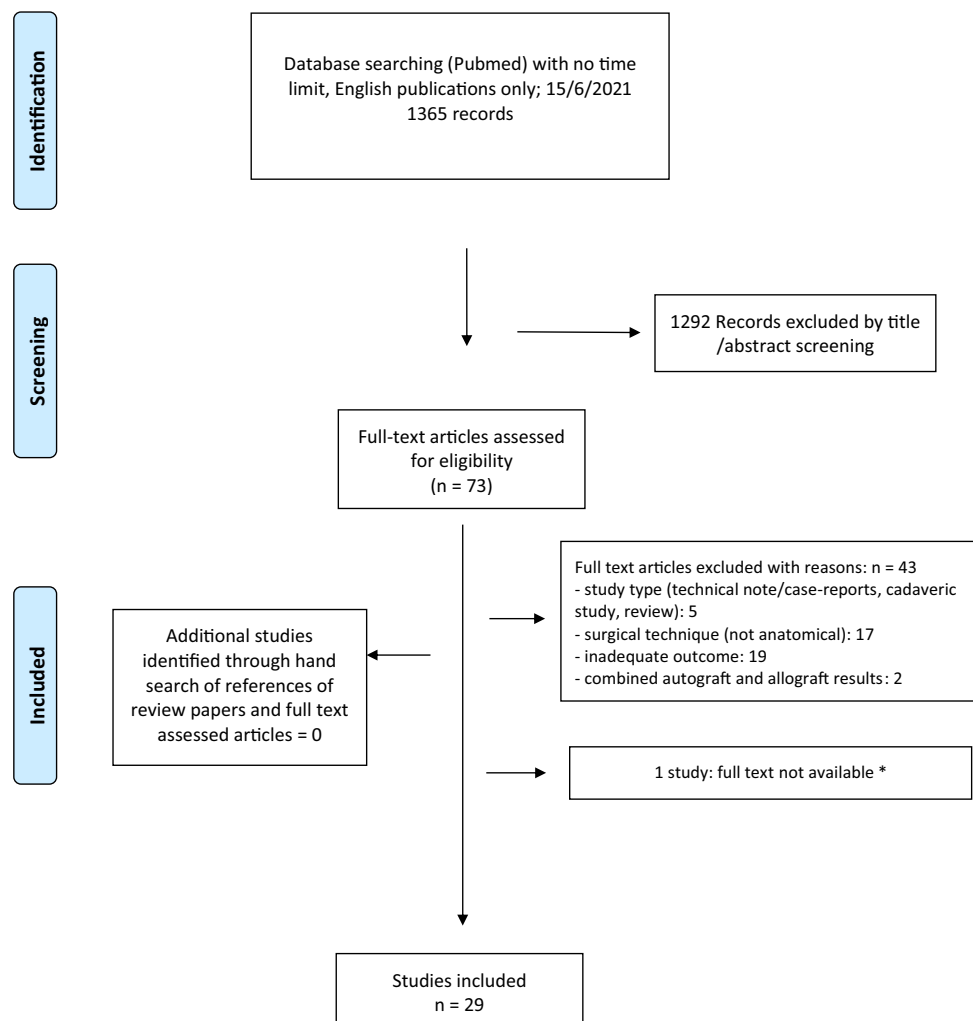 Identification
Database searching (Pubmed) with no time
limit, English publications only; 15/6/2021
1365 records
Screening
1292 Records excluded by title
/abstract screening
Full-text articles assessed
for eligibility
(n = 73)
Included
Full text articles excluded with reasons: n = 43
- study type (technical note/case-reports, cadaveric
study, review): 5
- surgical technique (not anatomical): 17
- inadequate outcome: 19
- combined autograft and allograft results: 2
Additional studies
identified through hand
search of references of
review papers and full text
assessed articles = 0
1 study: full text not available *
Studies included
n = 29